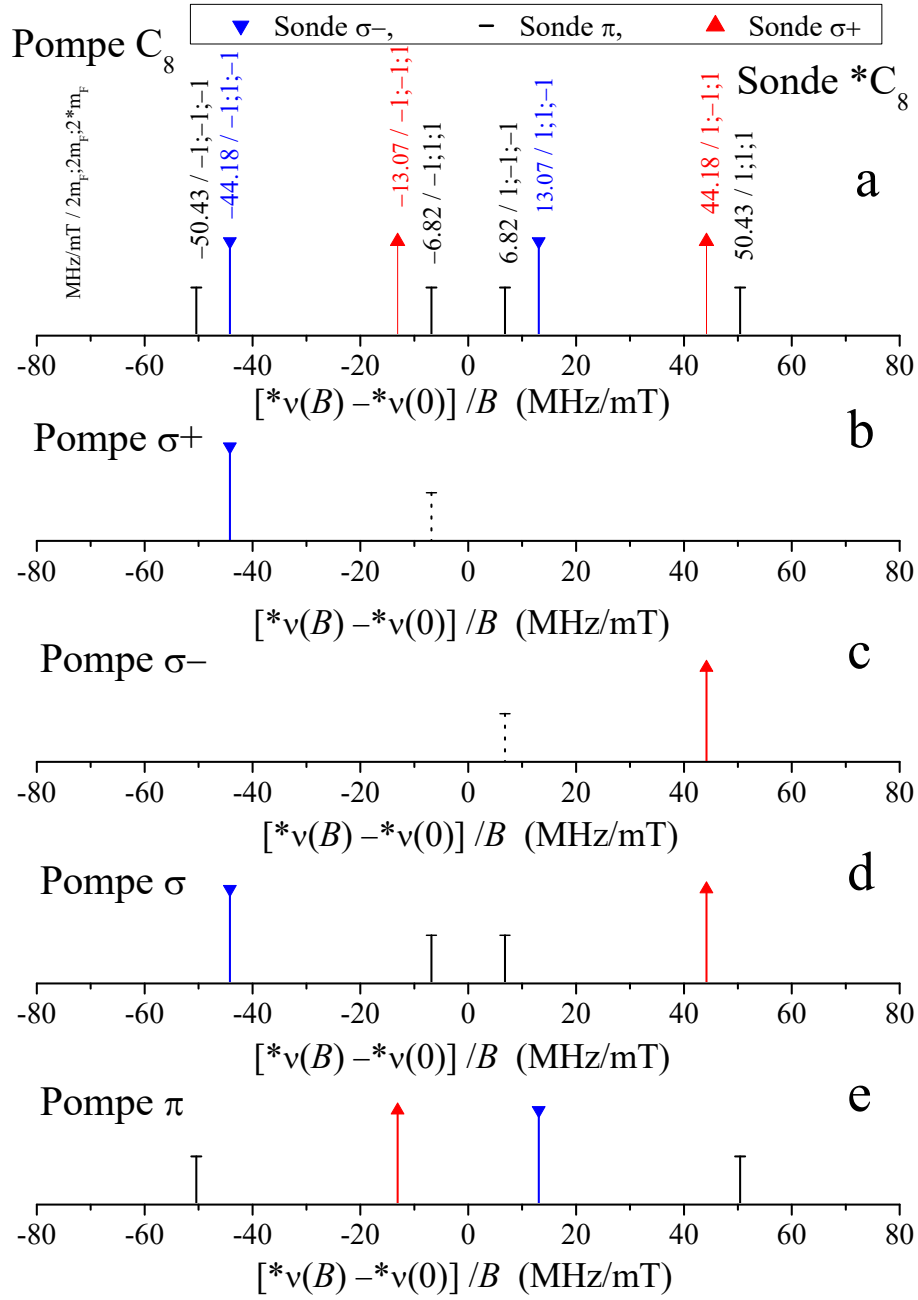 Sonde σ−, Sonde π, Sonde σ+
Pompe C₈
Sonde *C₈
MHz/mT / 2m_F;2m_F;2*m_F
−50.43 / −1;−1;−1
−44.18 / −1;1;−1
−13.07 / −1;−1;1
−6.82 / −1;1;1
6.82 / 1;−1;−1
13.07 / 1;1;−1
44.18 / 1;−1;1
50.43 / 1;1;1
a
-80 -60 -40 -20 0 20 40 60 80
[*ν(B) –*ν(0)] /B (MHz/mT)
Pompe σ+
b
-80 -60 -40 -20 0 20 40 60 80
[*ν(B) –*ν(0)] /B (MHz/mT)
Pompe σ−
c
-80 -60 -40 -20 0 20 40 60 80
[*ν(B) –*ν(0)] /B (MHz/mT)
Pompe σ
d
-80 -60 -40 -20 0 20 40 60 80
[*ν(B) –*ν(0)] /B (MHz/mT)
Pompe π
e
-80 -60 -40 -20 0 20 40 60 80
[*ν(B) –*ν(0)] /B (MHz/mT)